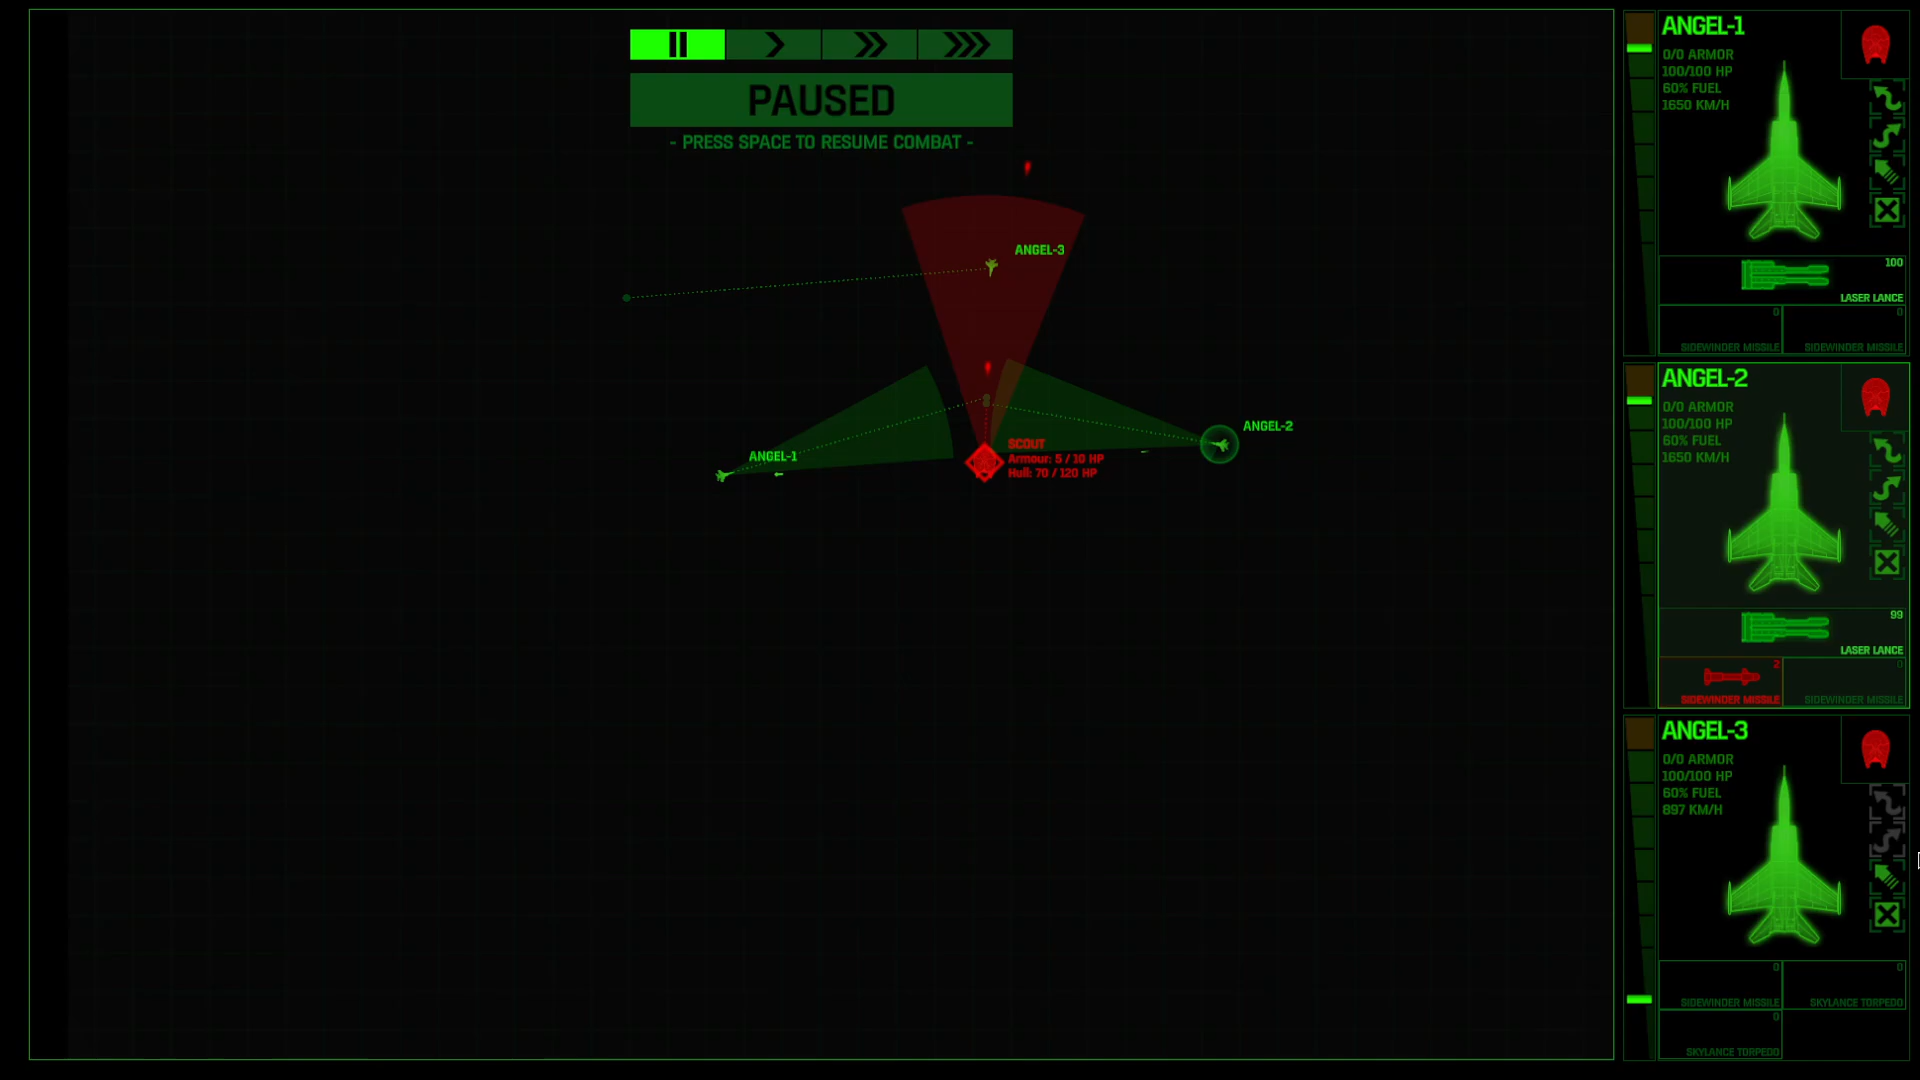 PAUSED
- PRESS SPACE TO RESUME COMBAT -
ANGEL-3
ANGEL-2
ANGEL-1
SCOUT
Armour: 5 / 10 HP
Hull: 70 / 120 HP
ANGEL-1
0/0 ARMOR
100/100 HP
60% FUEL
1650 KM/H
100
LASER LANCE
0
0
SIDEWINDER MISSILE
SIDEWINDER MISSILE
ANGEL-2
0/0 ARMOR
100/100 HP
60% FUEL
1650 KM/H
99
LASER LANCE
2
0
SIDEWINDER MISSILE
SIDEWINDER MISSILE
ANGEL-3
0/0 ARMOR
100/100 HP
60% FUEL
897 KM/H
0
0
SIDEWINDER MISSILE
SKYLANCE TORPEDO
0
SKYLANCE TORPEDO